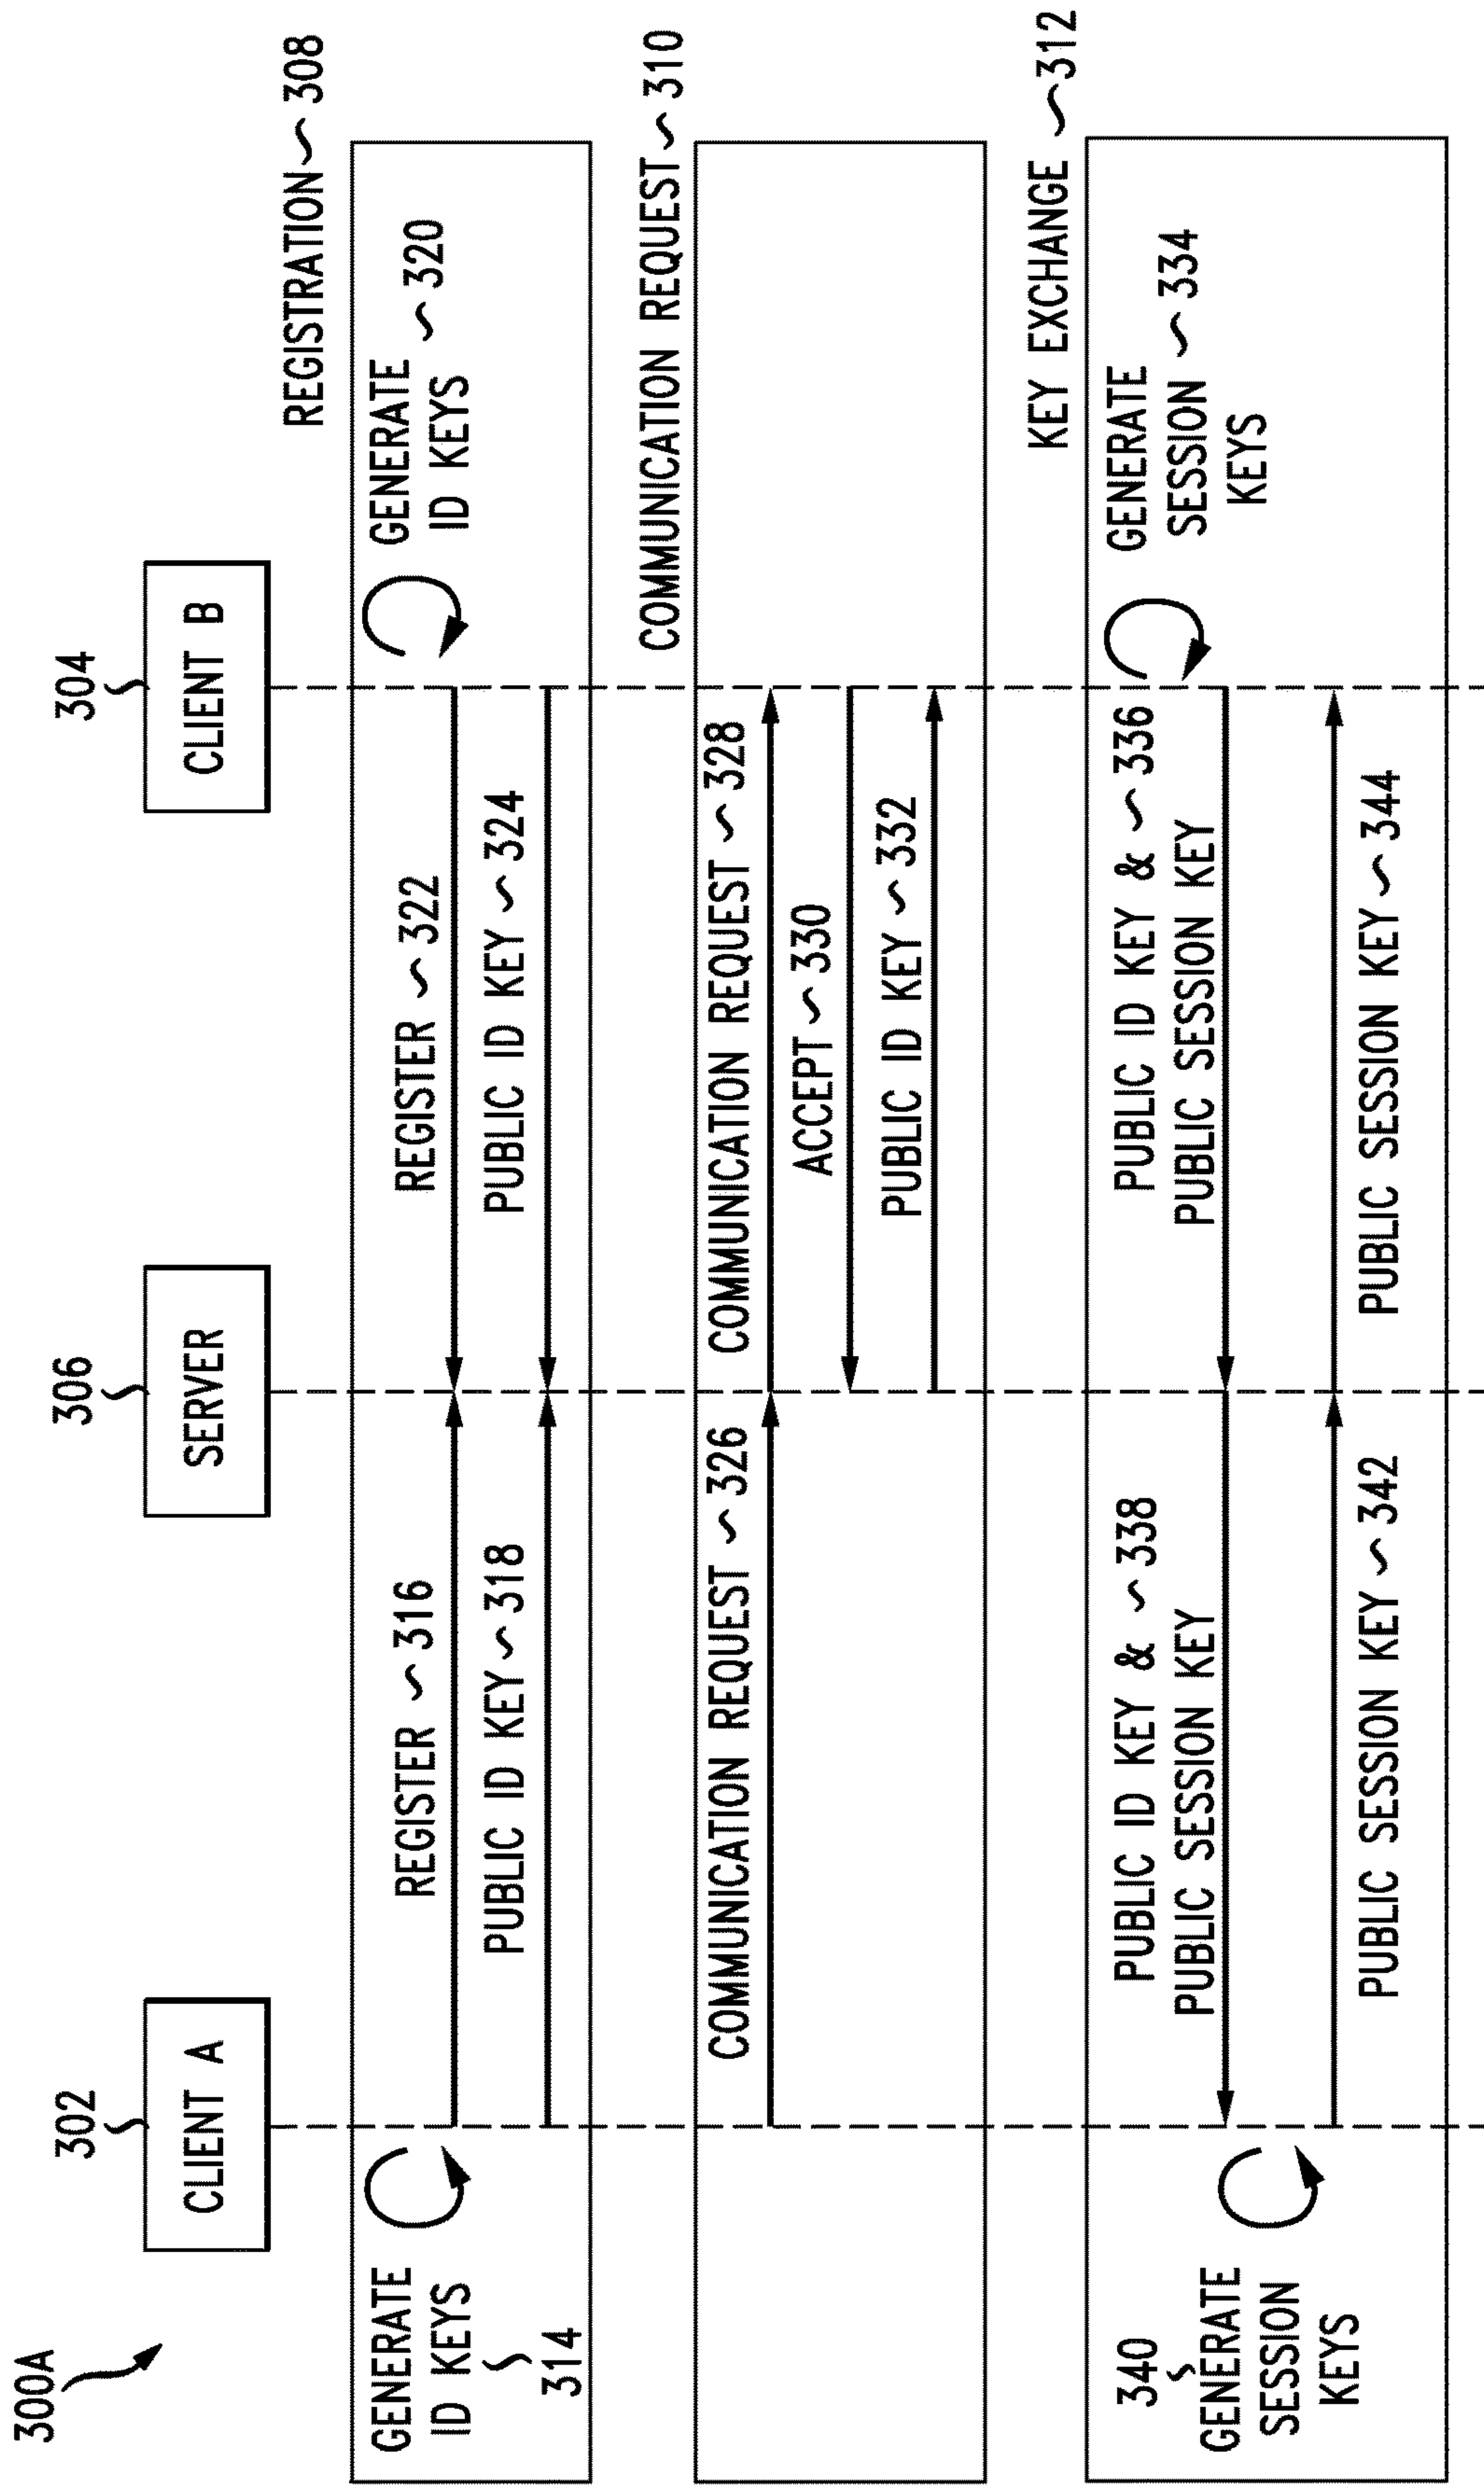 300A
302
CLIENT A
306
SERVER
304
CLIENT B
REGISTRATION ~ 308
GENERATE
ID KEYS
314
REGISTER ~ 316
PUBLIC ID KEY ~ 318
REGISTER ~ 322
PUBLIC ID KEY ~ 324
GENERATE
ID KEYS ~ 320
COMMUNICATION REQUEST ~ 310
COMMUNICATION REQUEST ~ 326
COMMUNICATION REQUEST ~ 328
ACCEPT ~ 330
PUBLIC ID KEY ~ 332
KEY EXCHANGE ~ 312
GENERATE
SESSION ~ 334
KEYS
PUBLIC ID KEY & ~ 336
PUBLIC SESSION KEY
PUBLIC ID KEY & ~ 338
PUBLIC SESSION KEY
340
GENERATE
SESSION
KEYS
PUBLIC SESSION KEY ~ 342
PUBLIC SESSION KEY ~ 344